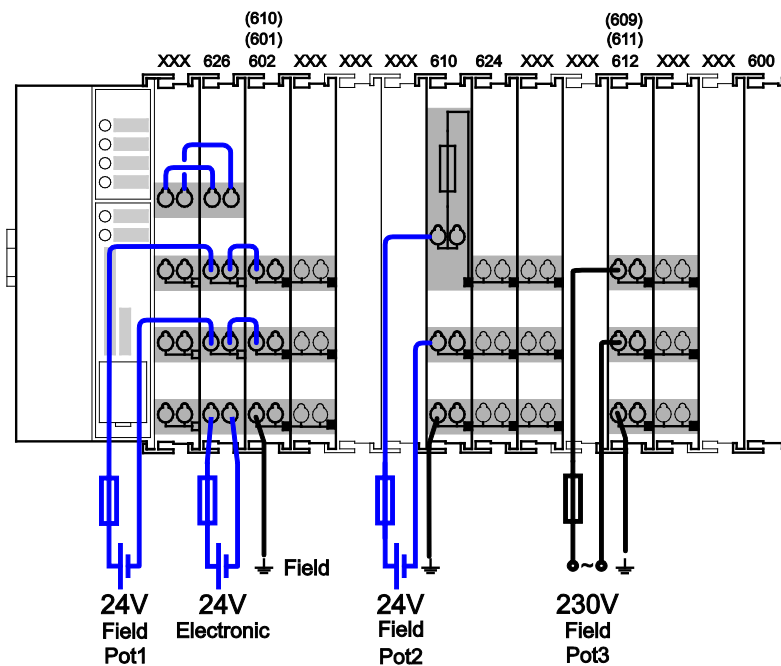 (610) (609)
(601) (611)
XXX 626 602 XXX XXX XXX 610 624 XXX XXX 612 XXX XXX 600
Field
~
24V 24V 24V 230V
Field Electronic Field Field
Pot1 Pot2 Pot3